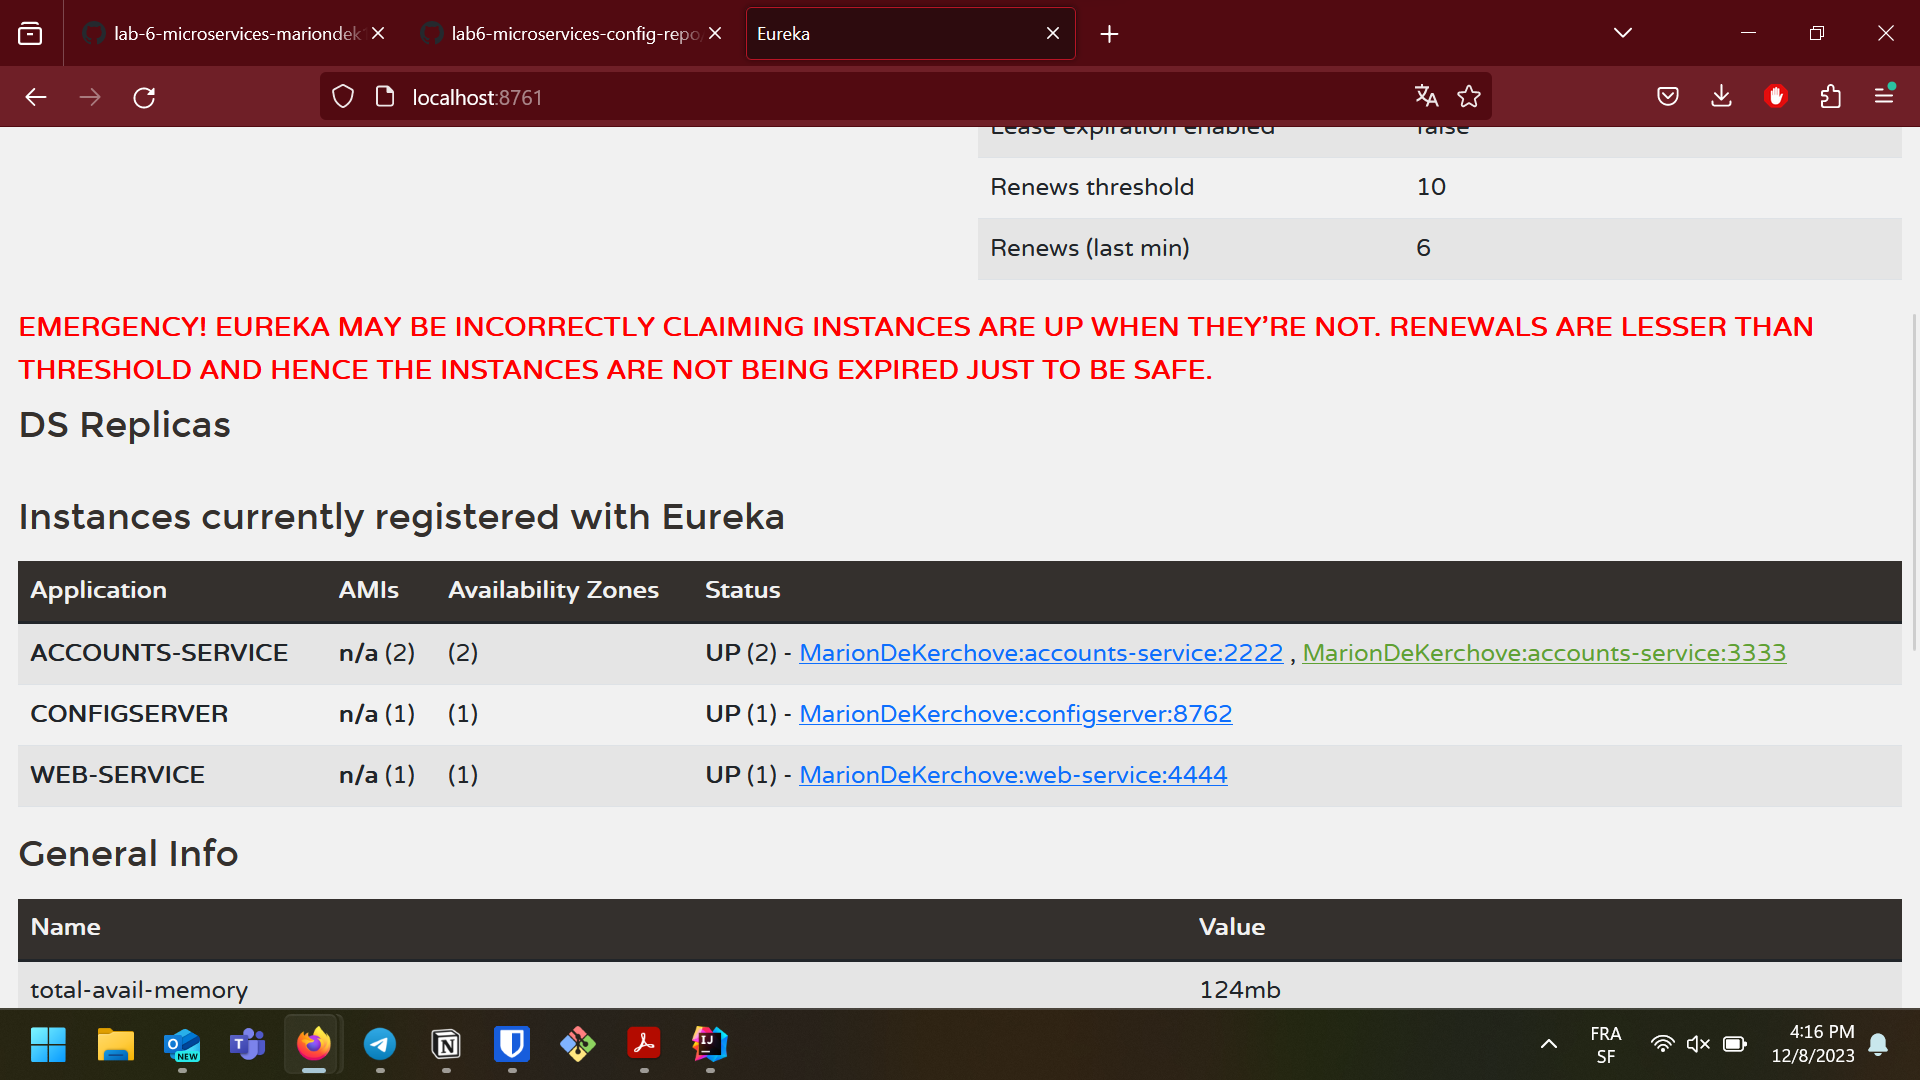 lab-6-microservices-mariondek
lab6-microservices-config-repo
Eureka
localhost:8761
Lease expiration enabled false
Renews threshold 10
Renews (last min) 6
EMERGENCY! EUREKA MAY BE INCORRECTLY CLAIMING INSTANCES ARE UP WHEN THEY’RE NOT. RENEWALS ARE LESSER THAN
THRESHOLD AND HENCE THE INSTANCES ARE NOT BEING EXPIRED JUST TO BE SAFE.
DS Replicas
Instances currently registered with Eureka
Application AMIs Availability Zones Status
ACCOUNTS-SERVICE n/a (2) (2) UP (2) - MarionDeKerchove:accounts-service:2222 , MarionDeKerchove:accounts-service:3333
CONFIGSERVER n/a (1) (1) UP (1) - MarionDeKerchove:configserver:8762
WEB-SERVICE n/a (1) (1) UP (1) - MarionDeKerchove:web-service:4444
General Info
Name Value
total-avail-memory 124mb
NEW
FRA
SF
4:16 PM
12/8/2023